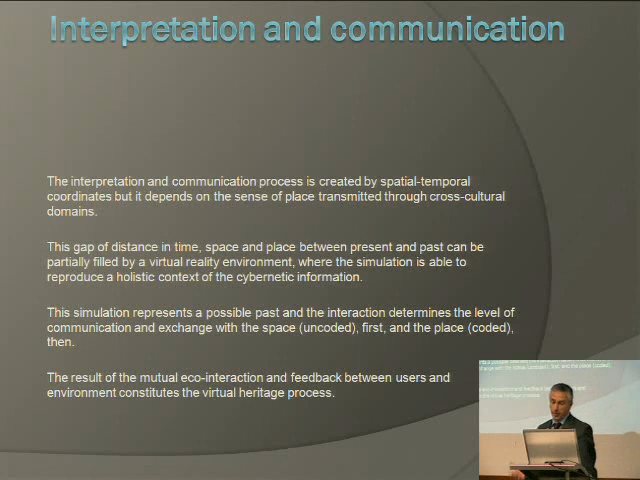 Interpretation and communication
The interpretation and communication process is created by spatial-temporal
coordinates but it depends on the sense of place transmitted through cross-cultural
domains.
This gap of distance in time, space and place between present and past can be
partially filled by a virtual reality environment, where the simulation is able to
reproduce a holistic context of the cybernetic information.
This simulation represents a possible past and the interaction determines the level of
communication and exchange with the space (uncoded), first, and the place (coded),
then.
The result of the mutual eco-interaction and feedback between users and
environment constitutes the virtual heritage process.